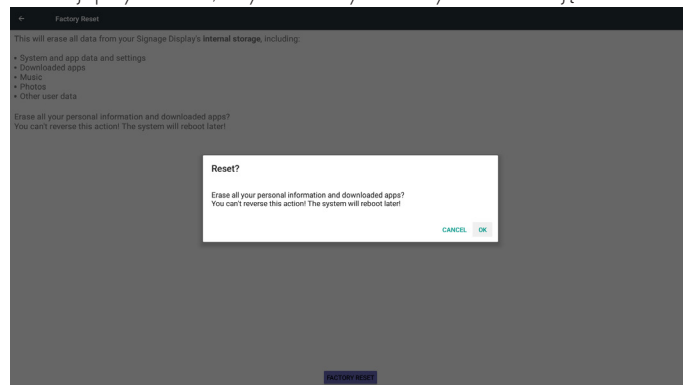 ← Factory Reset
This will erase all data from your Signage Display's internal storage, including:
• System and app data and settings
• Downloaded apps
• Music
• Photos
• Other user data
Erase all your personal information and downloaded apps?
You can't reverse this action! The system will reboot later!
Reset?
Erase all your personal information and downloaded apps?
You can't reverse this action! The system will reboot later!
CANCEL OK
FACTORY RESET